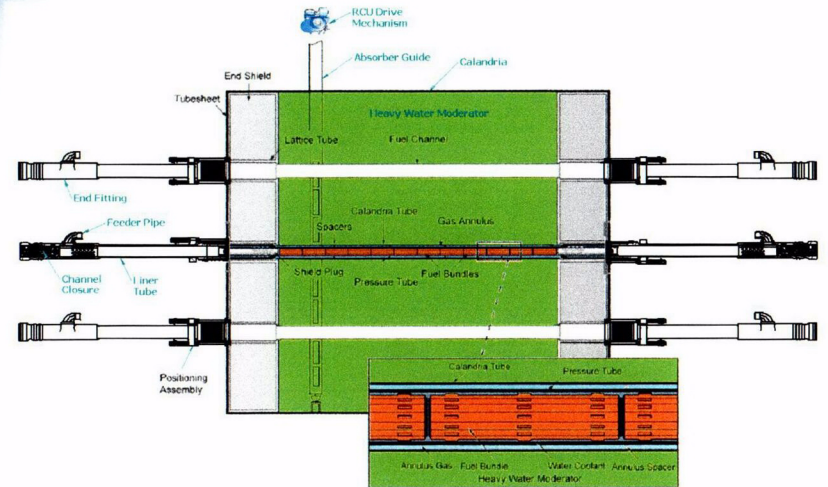 RCU Drive
Mechanism
Absorber Guide
Calandria
End Shield
Tubesheet
Heavy Water Moderator
Lattice Tube
Fuel Channel
End Fitting
Feeder Pipe
Calandria Tube
Gas Annulus
Spacers
Channel
Closure
Liner
Tube
Shield Plug
Fuel Bundles
Pressure Tube
Positioning
Assembly
Calandria Tube
Pressure Tube
Annulus Gas
Fuel Bundle
Water Coolant
Annulus Spacer
Heavy Water Moderator